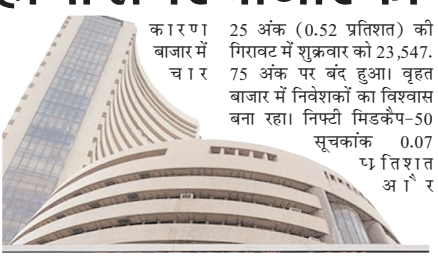 कारण
बाजार में
चार
25 अंक (0.52 प्रतिशत) की
गिरावट में शुक्रवार को 23,547.
75 अंक पर बंद हुआ। वृहत
बाजार में निवेशकों का विश्वास
बना रहा। निफ्टी मिडकैप-50
सूचकांक 0.07
प्रतिशत
और